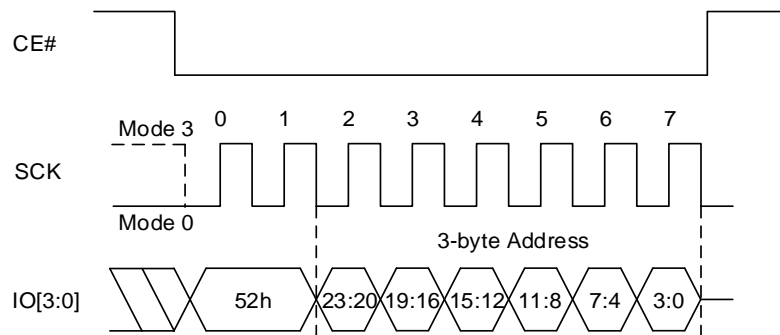 CE#
0 1 2 3 4 5 6 7
Mode 3
SCK
Mode 0
3-byte Address
IO[3:0] 52h 23:20 19:16 15:12 11:8 7:4 3:0